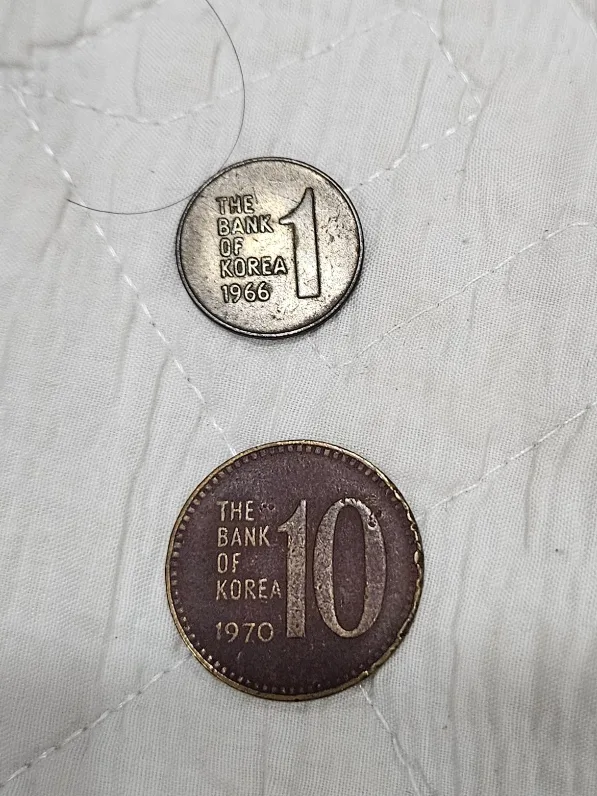 THE
BANK
OF
KOREA
1966
1
THE
BANK
OF
KOREA
1970
10